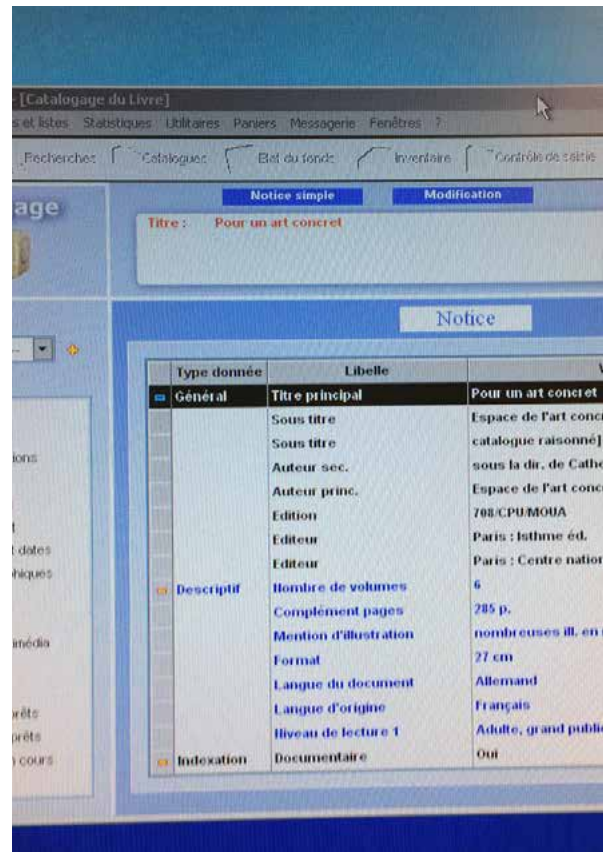 - [Catalogage du Livre]
s et listes Statistiques Utilitaires Paniers Messagerie Fenêtres ?
Recherches Catalogues Etat du fonds Inventaire Contrôle de saisie
age
Notice simple Modification
Titre : Pour un art concret
Notice
Type donnée Libelle V
Général Titre principal Pour un art concret
Sous titre Espace de l'art conc
Sous titre catalogue raisonné]
ions
Auteur sec. sous la dir. de Cathe
Auteur princ. Espace de l'art conc
Edition 708/CPU/MOUA
t
Editeur Paris : Isthme éd.
dates
Editeur Paris : Centre nation
hiques
Descriptif Nombre de volumes 6
Complément pages 285 p.
Mention d'illustration nombreuses ill. en
imédia
Format 27 cm
Langue du document Allemand
Langue d'origine Français
rêts
Niveau de lecture 1 Adulte, grand public
prêts
Indexation Documentaire Oui
cours